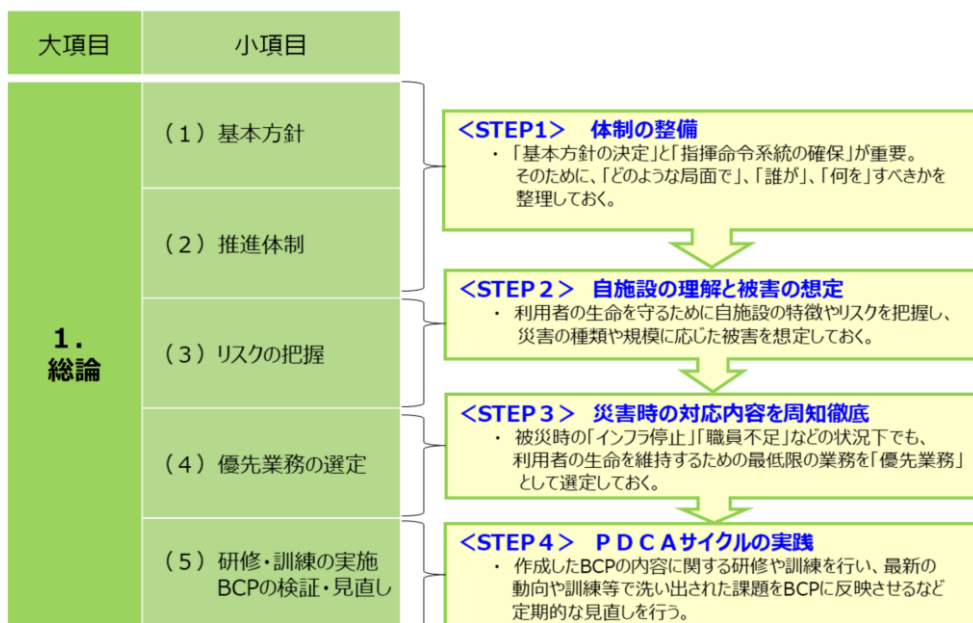 大項目
小項目
1．
総論
（1）基本方針
（2）推進体制
（3）リスクの把握
（4）優先業務の選定
（5）研修・訓練の実施
BCPの検証・見直し
＜STEP1＞　体制の整備
・「基本方針の決定」と「指揮命令系統の確保」が重要。
そのために、「どのような局面で」、「誰が」、「何を」すべきかを
整理しておく。
＜STEP２＞　自施設の理解と被害の想定
・ 利用者の生命を守るために自施設の特徴やリスクを把握し、
災害の種類や規模に応じた被害を想定しておく。
＜STEP３＞　災害時の対応内容を周知徹底
・ 被災時の「インフラ停止」「職員不足」などの状況下でも、
利用者の生命を維持するための最低限の業務を「優先業務」
として選定しておく。
＜STEP４＞　ＰＤＣＡサイクルの実践
・ 作成したBCPの内容に関する研修や訓練を行い、最新の
動向や訓練等で洗い出された課題をBCPに反映させるなど
定期的な見直しを行う。